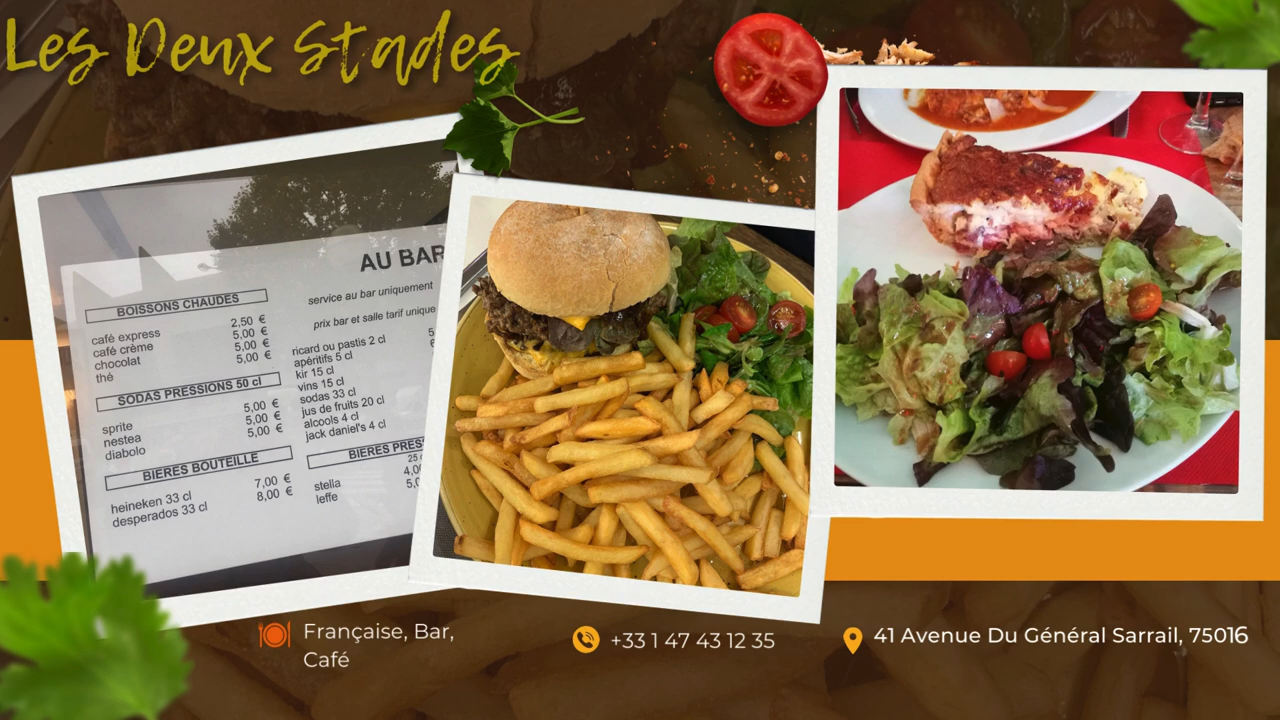 Les Deux Stades
AU BAR
BOISSONS CHAUDES
café express 2,50 €
café crème 5,00 €
chocolat 5,00 €
thé 5,00 €
SODAS PRESSIONS 50 cl
sprite 5,00 €
nestea 5,00 €
diabolo 5,00 €
BIERES BOUTEILLE
heineken 33 cl 7,00 €
desperados 33 cl 8,00 €
service au bar uniquement
prix bar et salle tarif unique
ricard ou pastis 2 cl
apéritifs 5 cl
kir 15 cl
vins 15 cl
sodas 33 cl
jus de fruits 20 cl
alcools 4 cl
jack daniel's 4 cl
BIERES
stella
leffe
Française, Bar,
Café
+33 1 47 43 12 35
41 Avenue Du Général Sarrail, 75016